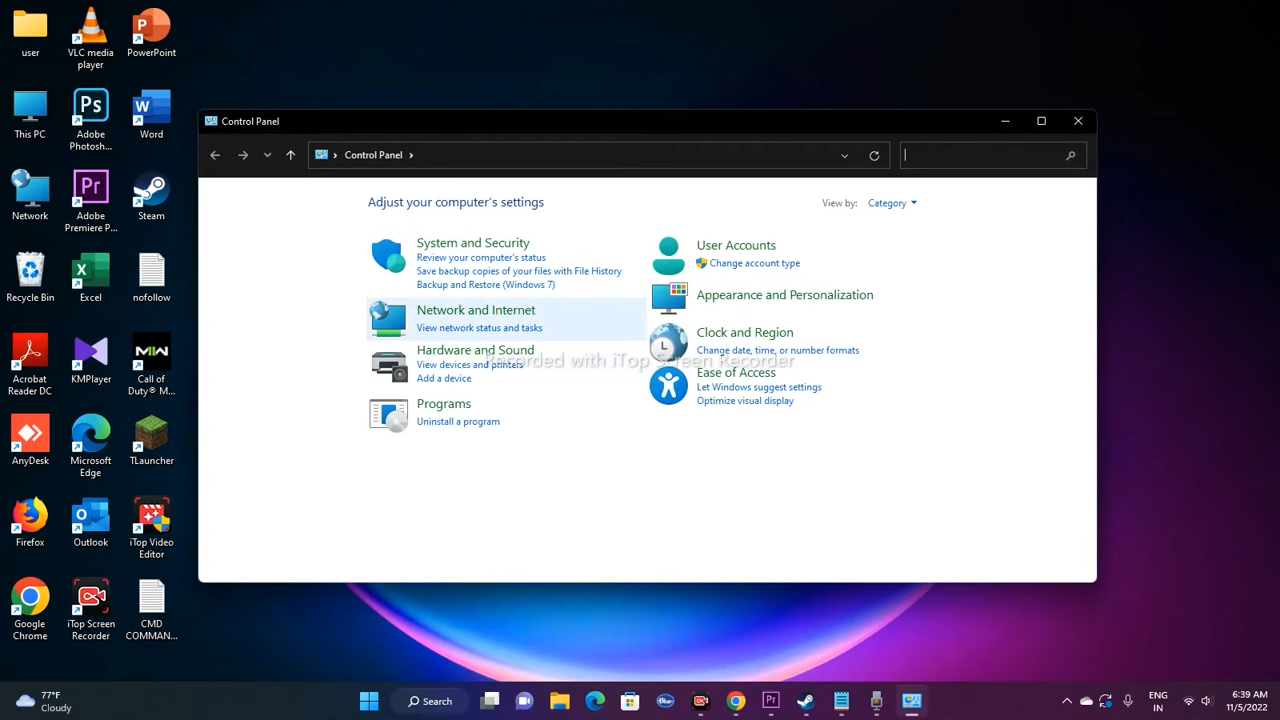 user
VLC media
player
PowerPoint
This PC
Adobe
Photosh...
Word
Network
Adobe
Premiere P...
Steam
Recycle Bin
Excel
nofollow
Acrobat
Reader DC
KMPlayer
Call of
Duty® M...
AnyDesk
Microsoft
Edge
TLauncher
Firefox
Outlook
iTop Video
Editor
Google
Chrome
iTop Screen
Recorder
CMD
COMMAN...
Control Panel
Control Panel
Adjust your computer's settings
View by: Category
System and Security
Review your computer's status
Save backup copies of your files with File History
Backup and Restore (Windows 7)
Network and Internet
View network status and tasks
Hardware and Sound
View devices and printers
Add a device
Programs
Uninstall a program
User Accounts
Change account type
Appearance and Personalization
Clock and Region
Change date, time, or number formats
Ease of Access
Let Windows suggest settings
Optimize visual display
Recorded with iTop Screen Recorder
77°F
Cloudy
Search
ENG
IN
6:39 AM
11/5/2022